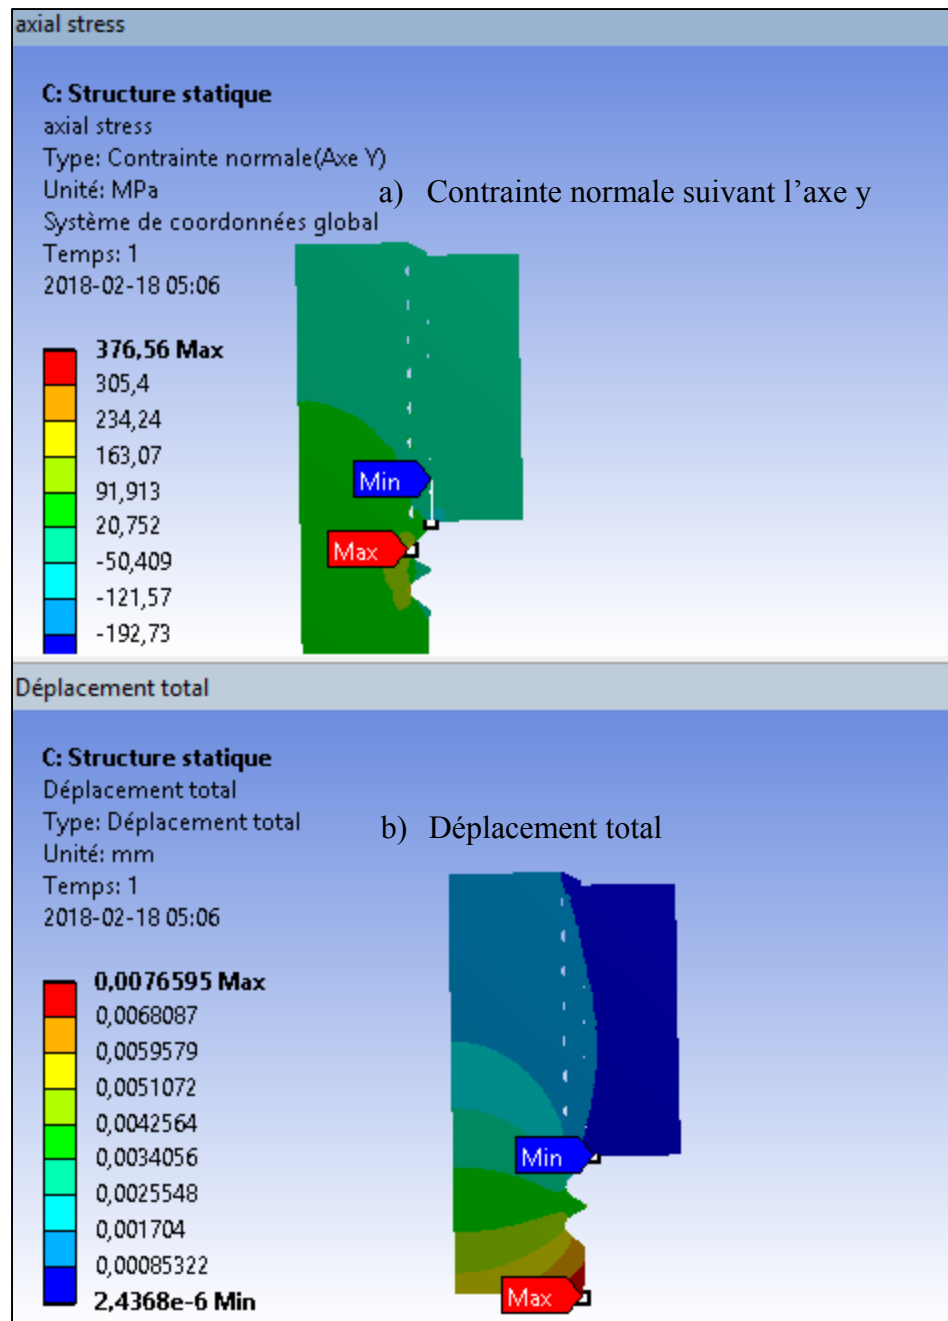 axial stress
C: Structure statique
axial stress
Type: Contrainte normale(Axe Y)
Unité: MPa
a) Contrainte normale suivant l’axe y
Système de coordonnées global
Temps: 1
2018-02-18 05:06
376,56 Max
305,4
234,24
163,07
91,913
20,752
-50,409
-121,57
-192,73
Min
Max
Déplacement total
C: Structure statique
Déplacement total
Type: Déplacement total
b) Déplacement total
Unité: mm
Temps: 1
2018-02-18 05:06
0,0076595 Max
0,0068087
0,0059579
0,0051072
0,0042564
0,0034056
0,0025548
0,001704
0,00085322
2,4368e-6 Min
Min
Max